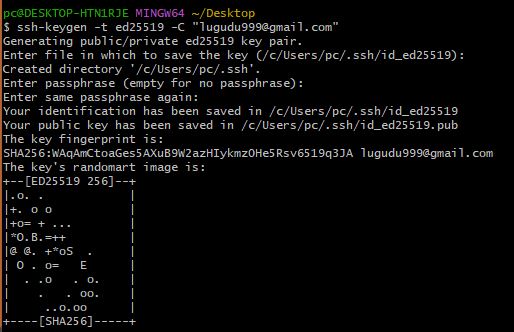 pc@DESKTOP-HTN1RJE MINGW64 ~/Desktop
$ ssh-keygen -t ed25519 -C "lugudu999@gmail.com"
Generating public/private ed25519 key pair.
Enter file in which to save the key (/c/Users/pc/.ssh/id_ed25519):
Created directory '/c/Users/pc/.ssh'.
Enter passphrase (empty for no passphrase):
Enter same passphrase again:
Your identification has been saved in /c/Users/pc/.ssh/id_ed25519
Your public key has been saved in /c/Users/pc/.ssh/id_ed25519.pub
The key fingerprint is:
SHA256:WAqAmCtoaGes5AXuB9W2azHIykmzOHe5Rsv6519q3JA lugudu999@gmail.com
The key's randomart image is:
+--[ED25519 256]--+
|.o. .            |
|+. o o           |
|+o= + ...        |
|*O.B.=++         |
|@ @. +*oS  .     |
| O . o=   E      |
|  . .o   . o.    |
|    .   . oo.    |
|     ..o.oo      |
+----[SHA256]-----+